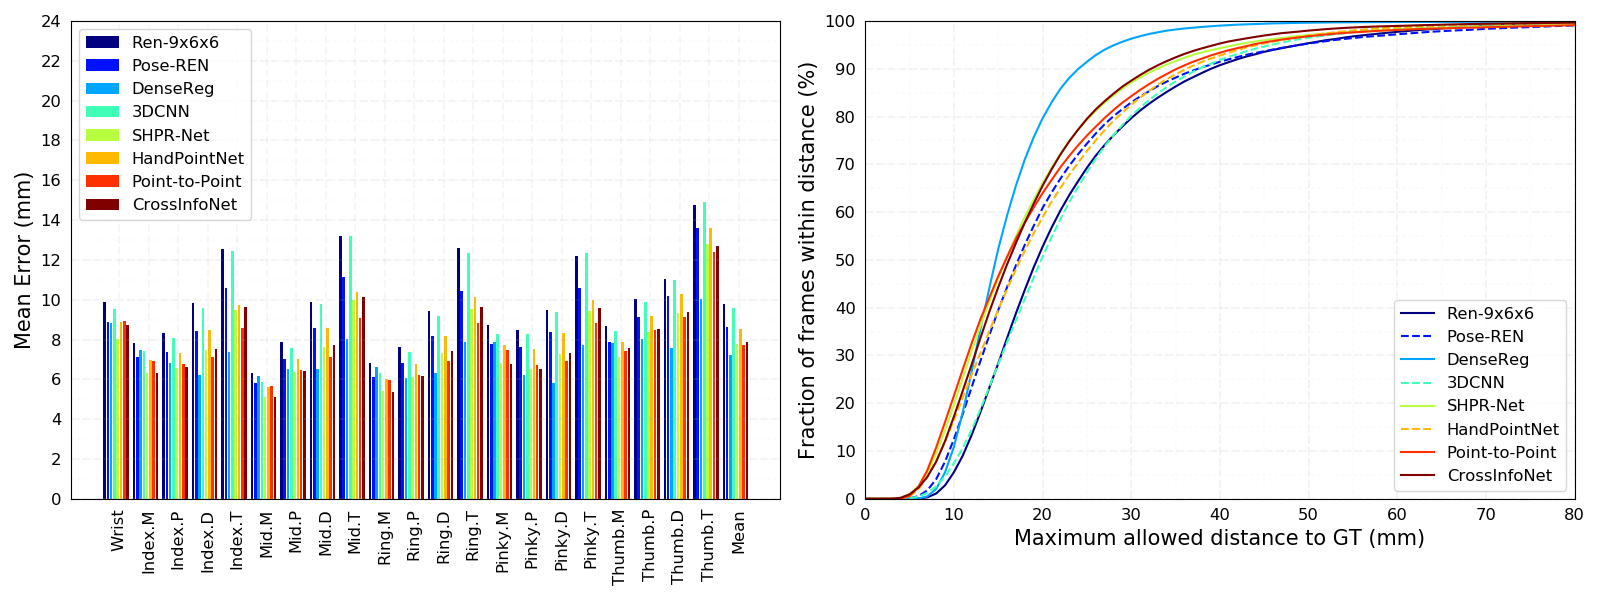 24
22
20
18
16
14
12
10
8
6
4
2
0
Mean Error (mm)
Ren-9x6x6
Pose-REN
DenseReg
3DCNN
SHPR-Net
HandPointNet
Point-to-Point
CrossInfoNet
Wrist
Index.M
Index.P
Index.D
Index.T
Mid.M
Mid.P
Mid.D
Mid.T
Ring.M
Ring.P
Ring.D
Ring.T
Pinky.M
Pinky.P
Pinky.D
Pinky.T
Thumb.M
Thumb.P
Thumb.D
Thumb.T
Mean
100
90
80
70
60
50
40
30
20
10
0
Fraction of frames within distance (%)
Ren-9x6x6
Pose-REN
DenseReg
3DCNN
SHPR-Net
HandPointNet
Point-to-Point
CrossInfoNet
0 10 20 30 40 50 60 70 80
Maximum allowed distance to GT (mm)